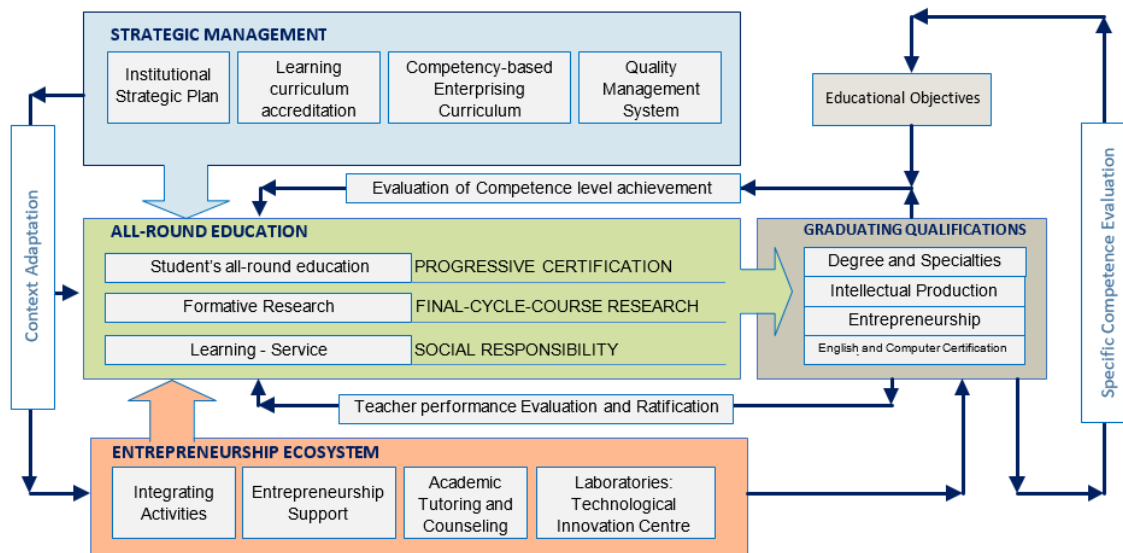 STRATEGIC MANAGEMENT
Institutional
Strategic Plan
Learning
curriculum
accreditation
Competency-based
Enterprising
Curriculum
Quality
Management
System
Educational Objectives
Evaluation of Competence level achievement
Context Adaptation
Specific Competence Evaluation
ALL-ROUND EDUCATION
Student's all-round education
PROGRESSIVE CERTIFICATION
Formative Research
FINAL-CYCLE-COURSE RESEARCH
Learning - Service
SOCIAL RESPONSIBILITY
GRADUATING QUALIFICATIONS
Degree and Specialties
Intellectual Production
Entrepreneurship
English and Computer Certification
Teacher performance Evaluation and Ratification
ENTREPRENEURSHIP ECOSYSTEM
Integrating
Activities
Entrepreneurship
Support
Academic
Tutoring and
Counseling
Laboratories:
Technological
Innovation Centre